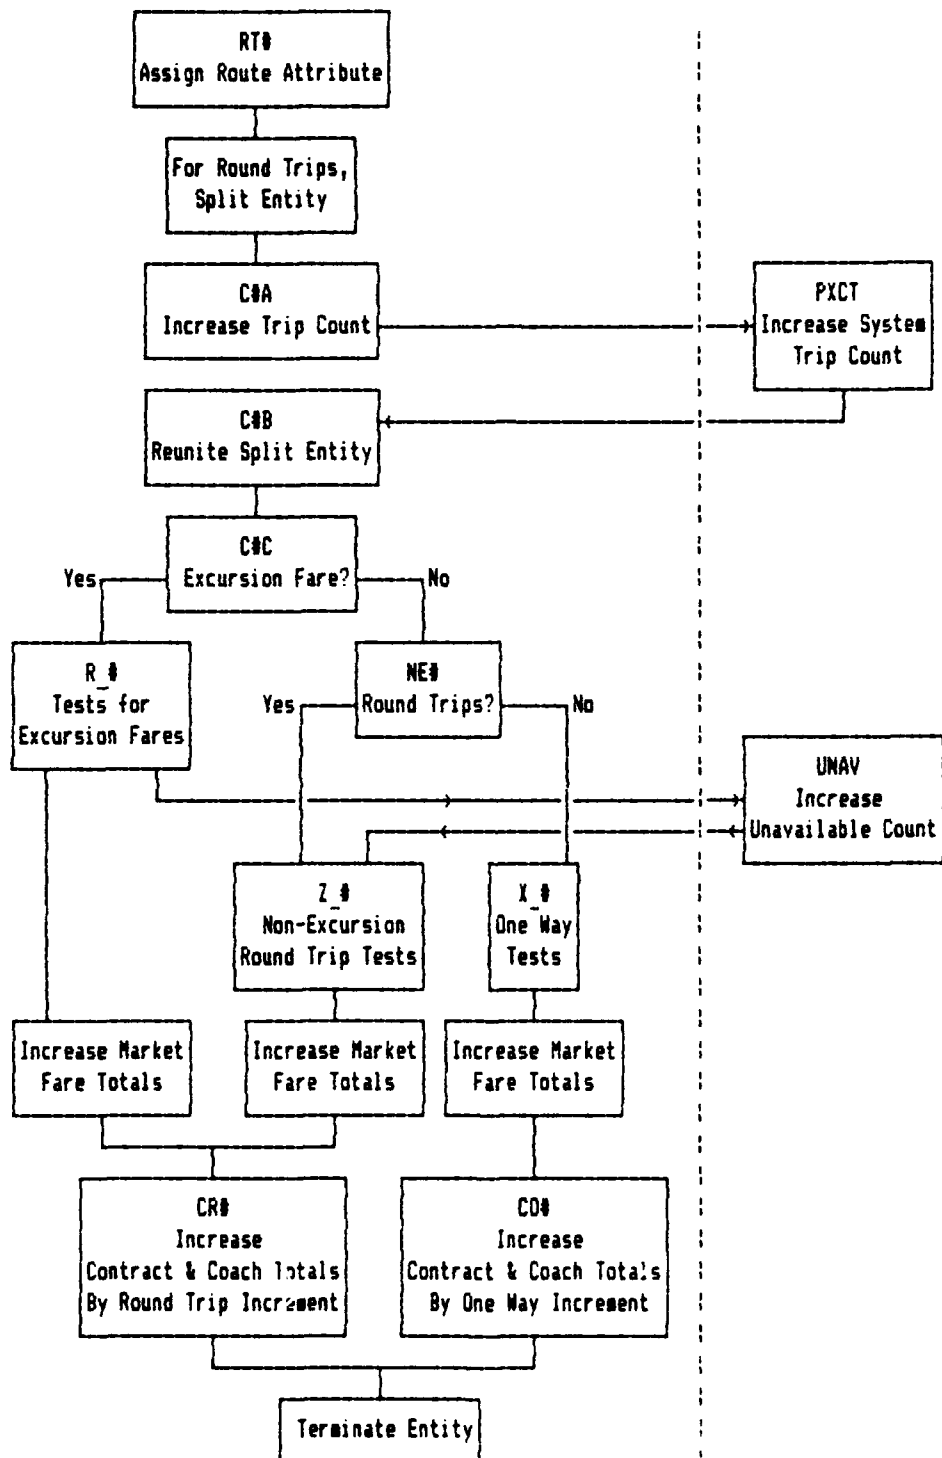 RT#
Assign Route Attribute
For Round Trips,
Split Entity
C#A
Increase Trip Count
PXCT
Increase System
Trip Count
C#B
Reunite Split Entity
C#C
Excursion Fare?
Yes
No
R_#
Tests for
Excursion Fares
NE#
Round Trips?
Yes
No
UNAV
Increase
Unavailable Count
Z_#
Non-Excursion
Round Trip Tests
X_#
One Way
Tests
Increase Market
Fare Totals
Increase Market
Fare Totals
Increase Market
Fare Totals
CR#
Increase
Contract & Coach Totals
By Round Trip Increment
CO#
Increase
Contract & Coach Totals
By One Way Increment
Terminate Entity